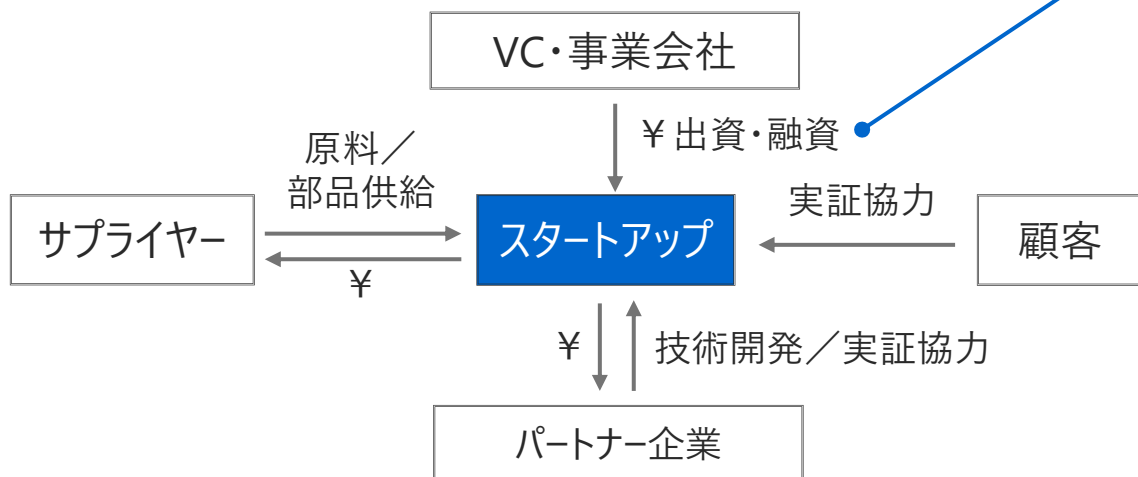 VC・事業会社
¥ 出資・融資
原料／
部品供給
実証協力
サプライヤー
スタートアップ
顧客
¥
¥
技術開発／実証協力
パートナー企業